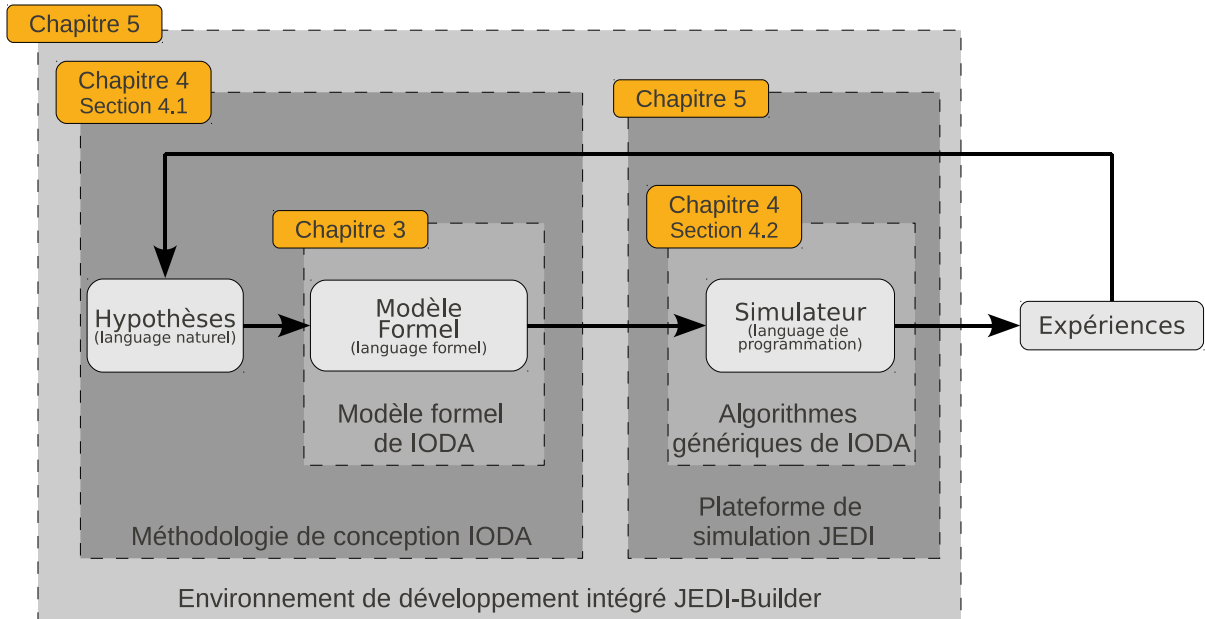 Chapitre 5
Chapitre 4
Section 4.1
Chapitre 5
Chapitre 4
Section 4.2
Chapitre 3
Hypothèses
(language naturel)
Modèle
Formel
(language formel)
Simulateur
(language de
programmation)
Expériences
Modèle formel
de IODA
Algorithmes
génériques de IODA
Méthodologie de conception IODA
Plateforme de
simulation JEDI
Environnement de développement intégré JEDI-Builder